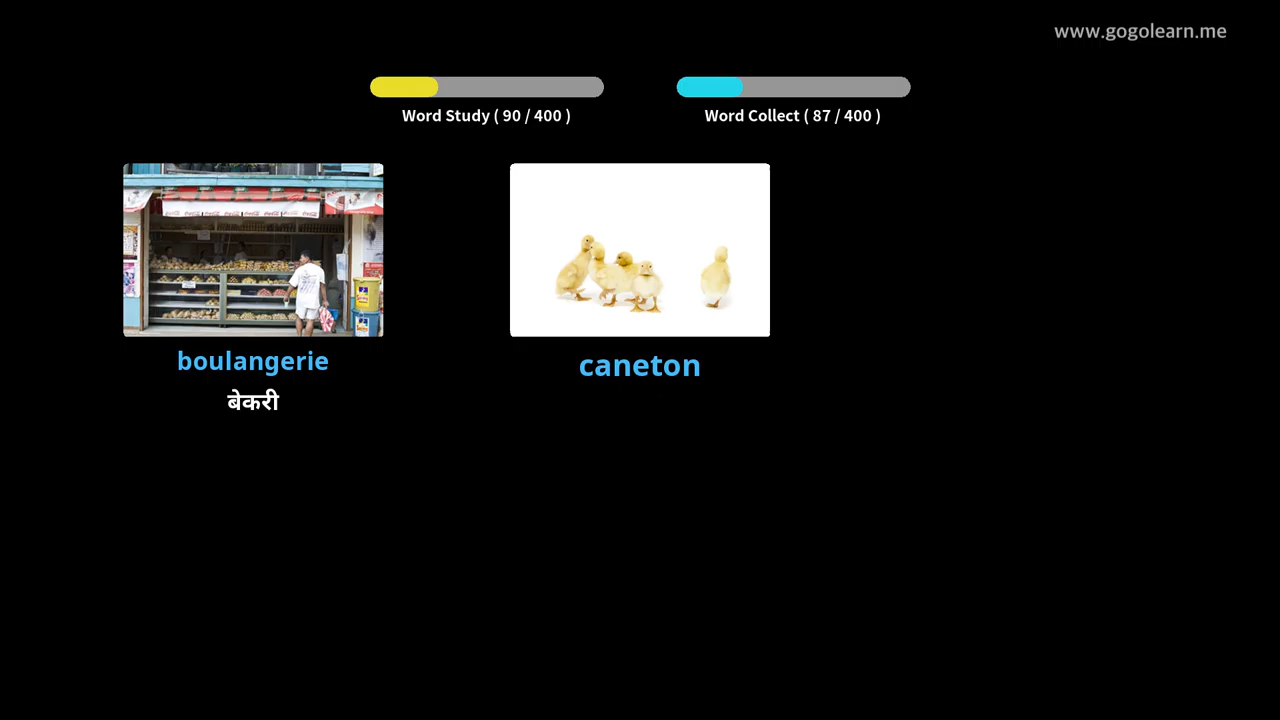 www.gogolearn.me
Word Study ( 90 / 400 )
Word Collect ( 87 / 400 )
boulangerie
बेकरी
caneton